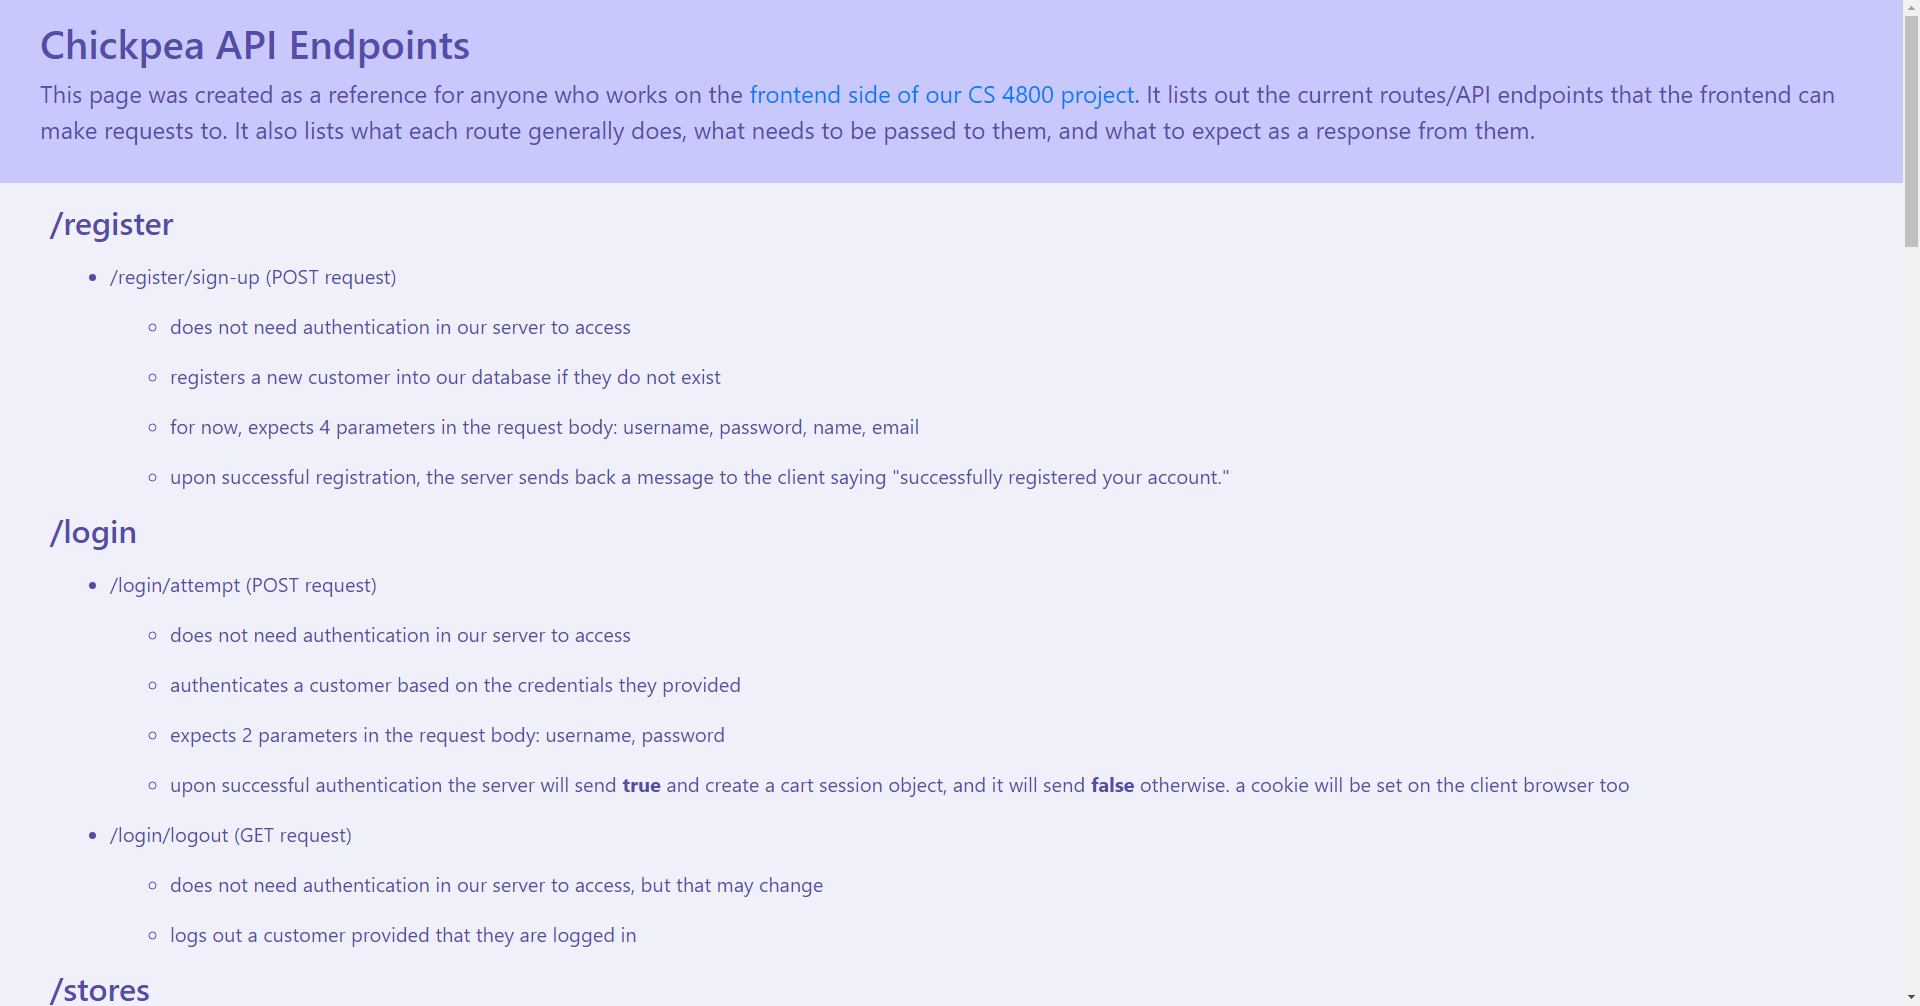 Chickpea API Endpoints
This page was created as a reference for anyone who works on the frontend side of our CS 4800 project. It lists out the current routes/API endpoints that the frontend can
make requests to. It also lists what each route generally does, what needs to be passed to them, and what to expect as a response from them.
/register
/register/sign-up (POST request)
does not need authentication in our server to access
registers a new customer into our database if they do not exist
for now, expects 4 parameters in the request body: username, password, name, email
upon successful registration, the server sends back a message to the client saying "successfully registered your account."
/login
/login/attempt (POST request)
does not need authentication in our server to access
authenticates a customer based on the credentials they provided
expects 2 parameters in the request body: username, password
upon successful authentication the server will send true and create a cart session object, and it will send false otherwise. a cookie will be set on the client browser too
/login/logout (GET request)
does not need authentication in our server to access, but that may change
logs out a customer provided that they are logged in
/stores